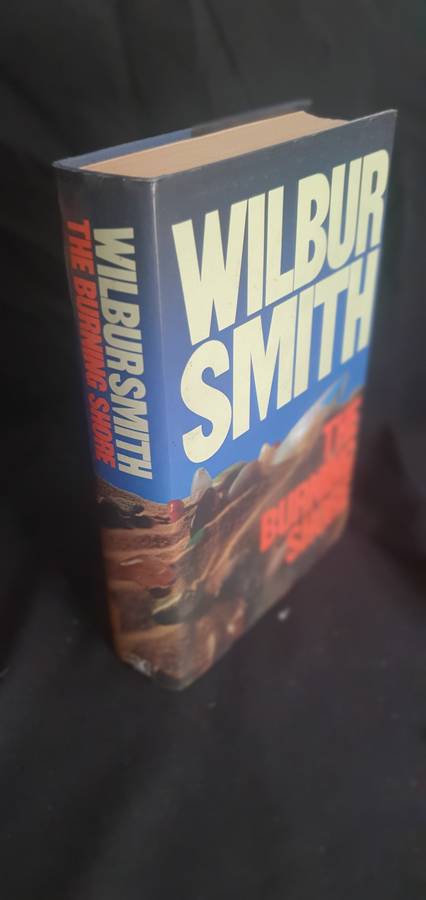 WILBUR
SMITH
THE
BURNING
SHORE
WILBUR SMITH
THE BURNING SHORE